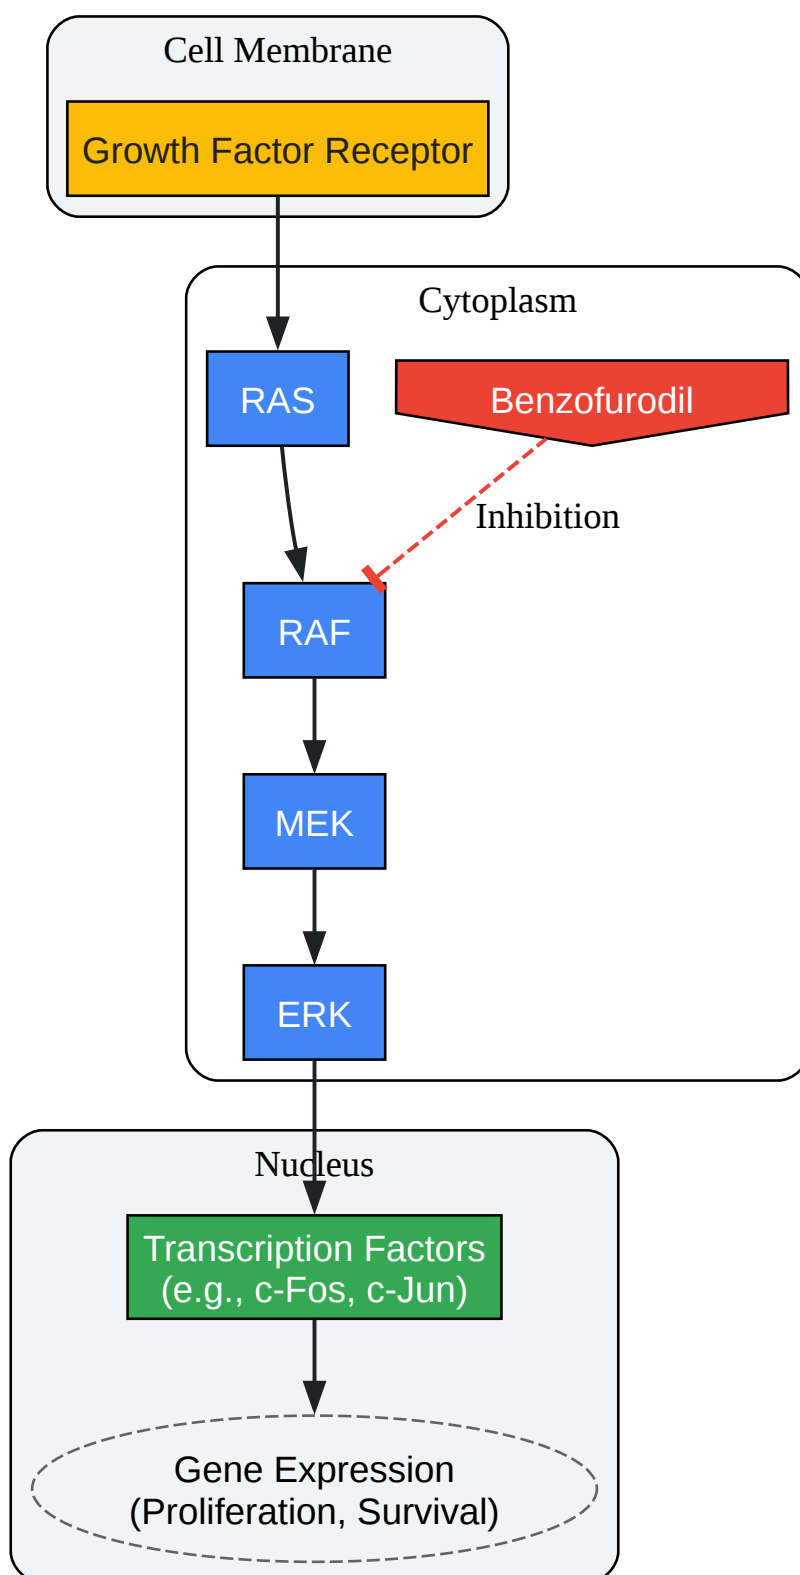 Cell Membrane
Growth Factor Receptor
Cytoplasm
RAS
Benzofurodil
Inhibition
RAF
MEK
ERK
Nucleus
Transcription Factors
(e.g., c-Fos, c-Jun)
Gene Expression
(Proliferation, Survival)